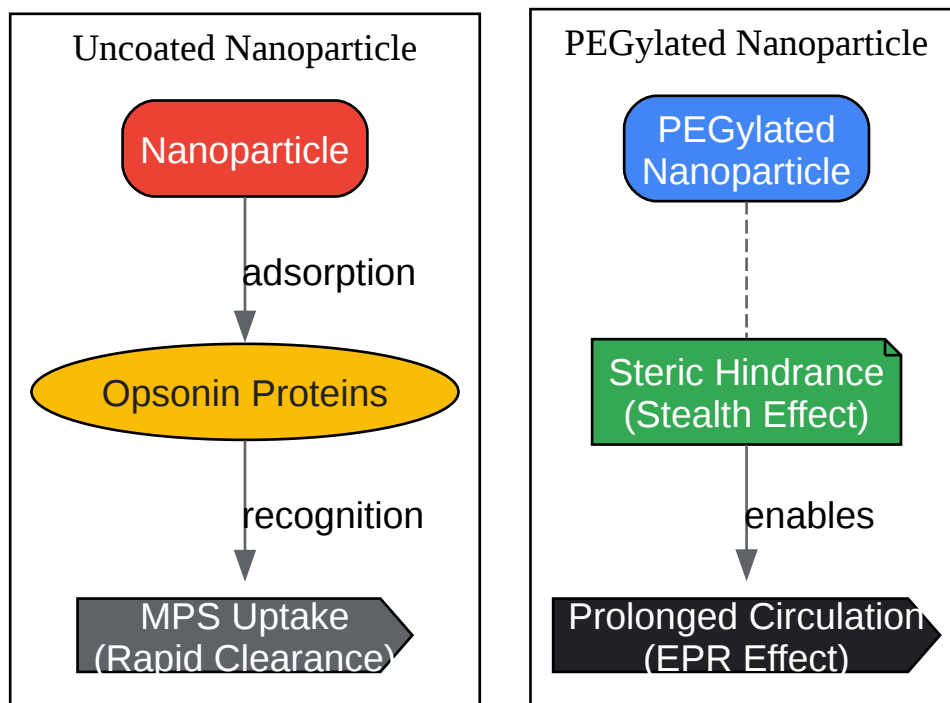 Uncoated Nanoparticle
Nanoparticle
adsorption
Opsonin Proteins
recognition
MPS Uptake
(Rapid Clearance)
PEGylated Nanoparticle
PEGylated
Nanoparticle
Steric Hindrance
(Stealth Effect)
enables
Prolonged Circulation
(EPR Effect)